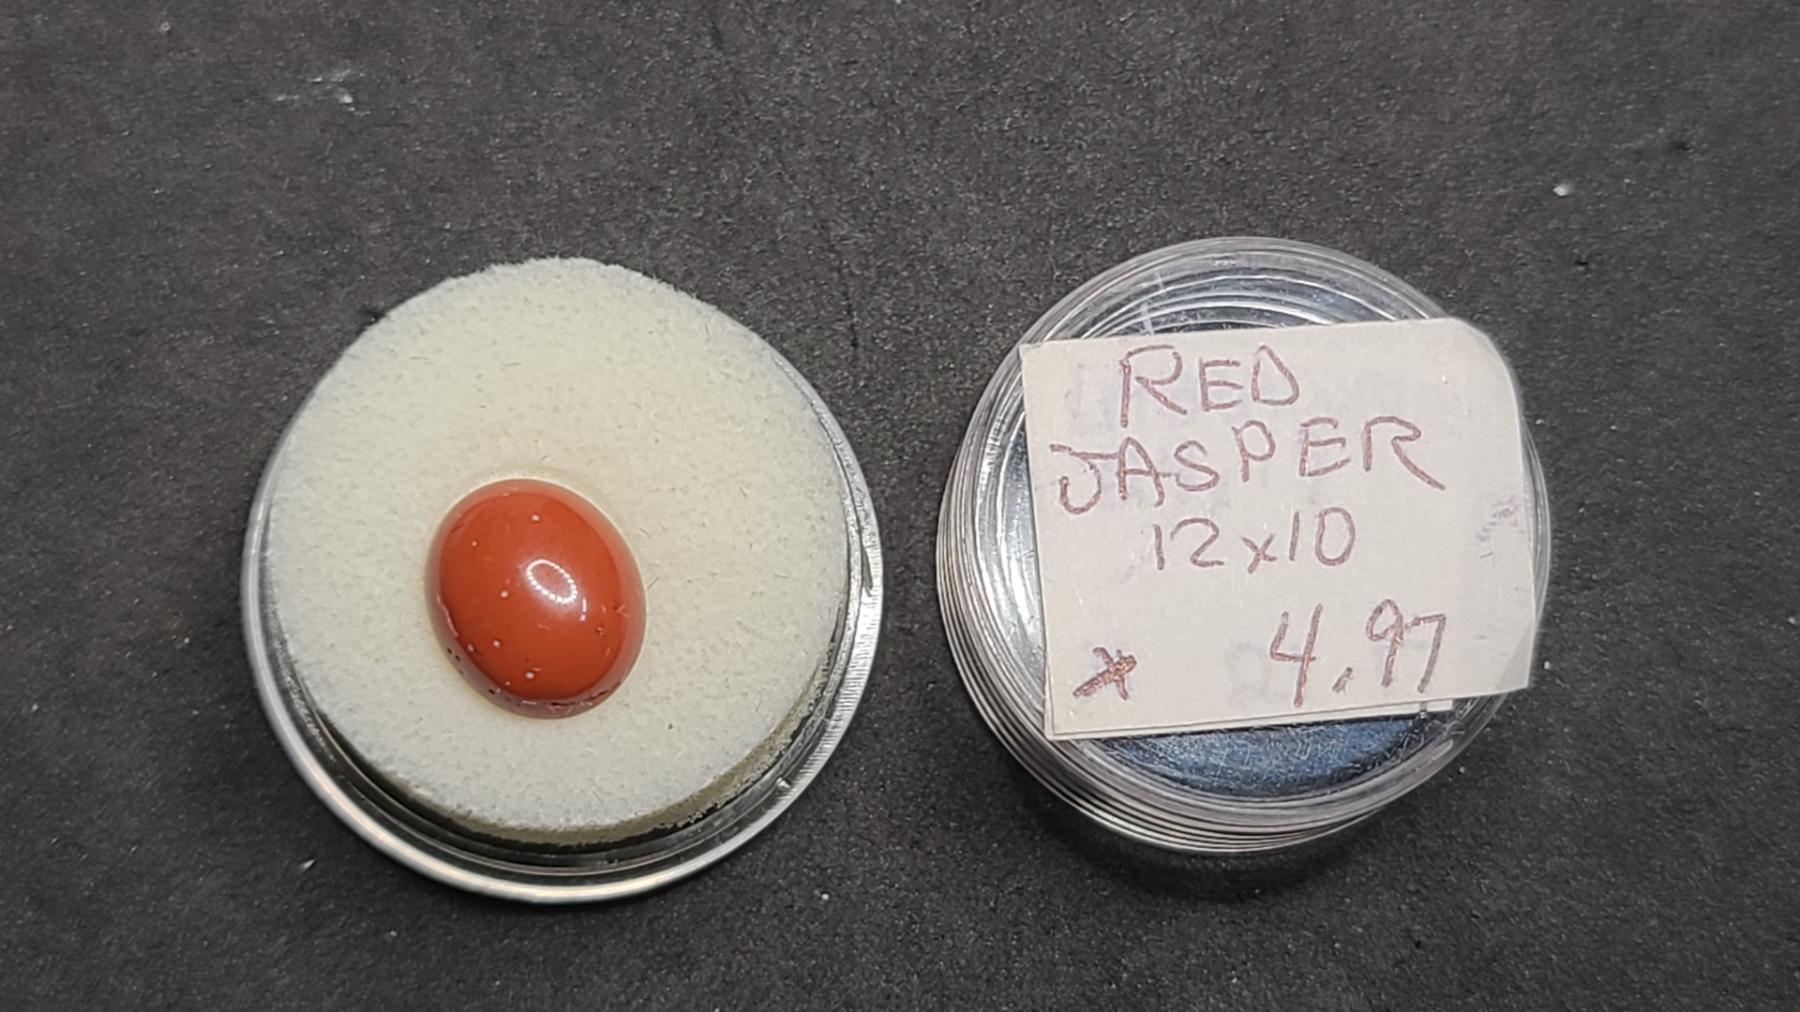 RED
JASPER
12x10
* 4.97